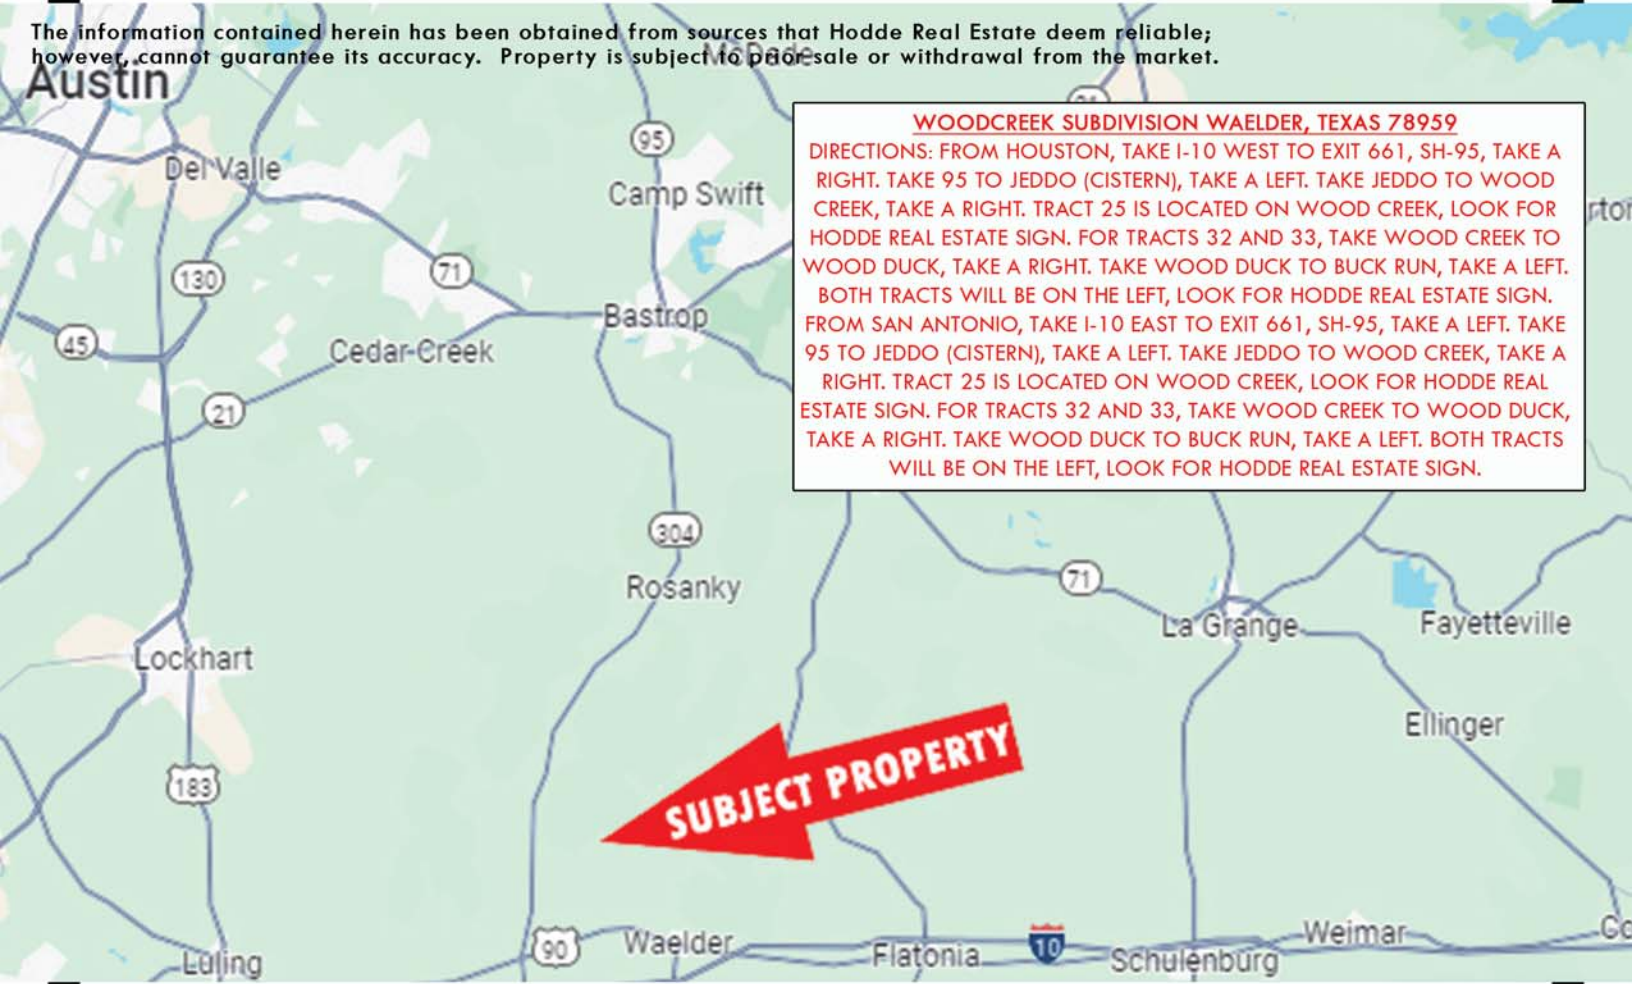 The information contained herein has been obtained from sources that Hodde Real Estate deem reliable;
however, cannot guarantee its accuracy. Property is subject to prior sale or withdrawal from the market.
McDade
Austin
WOODCREEK SUBDIVISION WAELDER, TEXAS 78959
DIRECTIONS: FROM HOUSTON, TAKE I-10 WEST TO EXIT 661, SH-95, TAKE A
RIGHT. TAKE 95 TO JEDDO (CISTERN), TAKE A LEFT. TAKE JEDDO TO WOOD
CREEK, TAKE A RIGHT. TRACT 25 IS LOCATED ON WOOD CREEK, LOOK FOR
HODDE REAL ESTATE SIGN. FOR TRACTS 32 AND 33, TAKE WOOD CREEK TO
WOOD DUCK, TAKE A RIGHT. TAKE WOOD DUCK TO BUCK RUN, TAKE A LEFT.
BOTH TRACTS WILL BE ON THE LEFT, LOOK FOR HODDE REAL ESTATE SIGN.
FROM SAN ANTONIO, TAKE I-10 EAST TO EXIT 661, SH-95, TAKE A LEFT. TAKE
95 TO JEDDO (CISTERN), TAKE A LEFT. TAKE JEDDO TO WOOD CREEK, TAKE A
RIGHT. TRACT 25 IS LOCATED ON WOOD CREEK, LOOK FOR HODDE REAL
ESTATE SIGN. FOR TRACTS 32 AND 33, TAKE WOOD CREEK TO WOOD DUCK,
TAKE A RIGHT. TAKE WOOD DUCK TO BUCK RUN, TAKE A LEFT. BOTH TRACTS
WILL BE ON THE LEFT, LOOK FOR HODDE REAL ESTATE SIGN.
95
Del Valle
Camp Swift
130
71
Bastrop
45
Cedar Creek
21
304
Rosanky
71
La Grange
Fayetteville
Lockhart
Ellinger
SUBJECT PROPERTY
183
90
Waelder
Flatonia
10
Schulenburg
Weimar
Luling